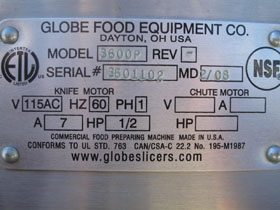 GLOBE FOOD EQUIPMENT CO.
DAYTON, OH USA
MODEL 3600P REV -
SERIAL# 3601102 MD 2/08
ETL
NSF
KNIFE MOTOR CHUTE MOTOR
V 115AC HZ 60 PH 1 V A
A 7 HP 1/2 HP
COMMERCIAL FOOD PREPARING MACHINE MADE IN U.S.A.
CONFORMS TO UL STD. 763 CAN/CSA-C 22.2 No. 195-M1987
www.globeslicers.com